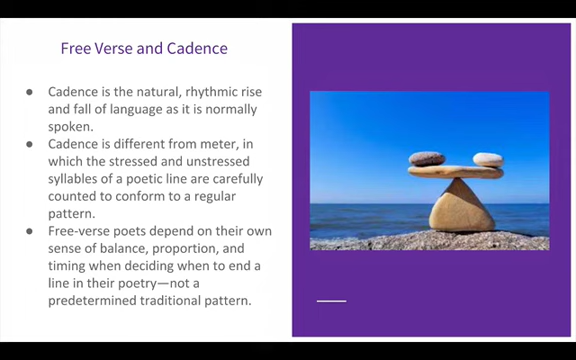 Free Verse and Cadence
● Cadence is the natural, rhythmic rise
and fall of language as it is normally
spoken.
● Cadence is different from meter, in
which the stressed and unstressed
syllables of a poetic line are carefully
counted to conform to a regular
pattern.
● Free-verse poets depend on their own
sense of balance, proportion, and
timing when deciding when to end a
line in their poetry—not a
predetermined traditional pattern.